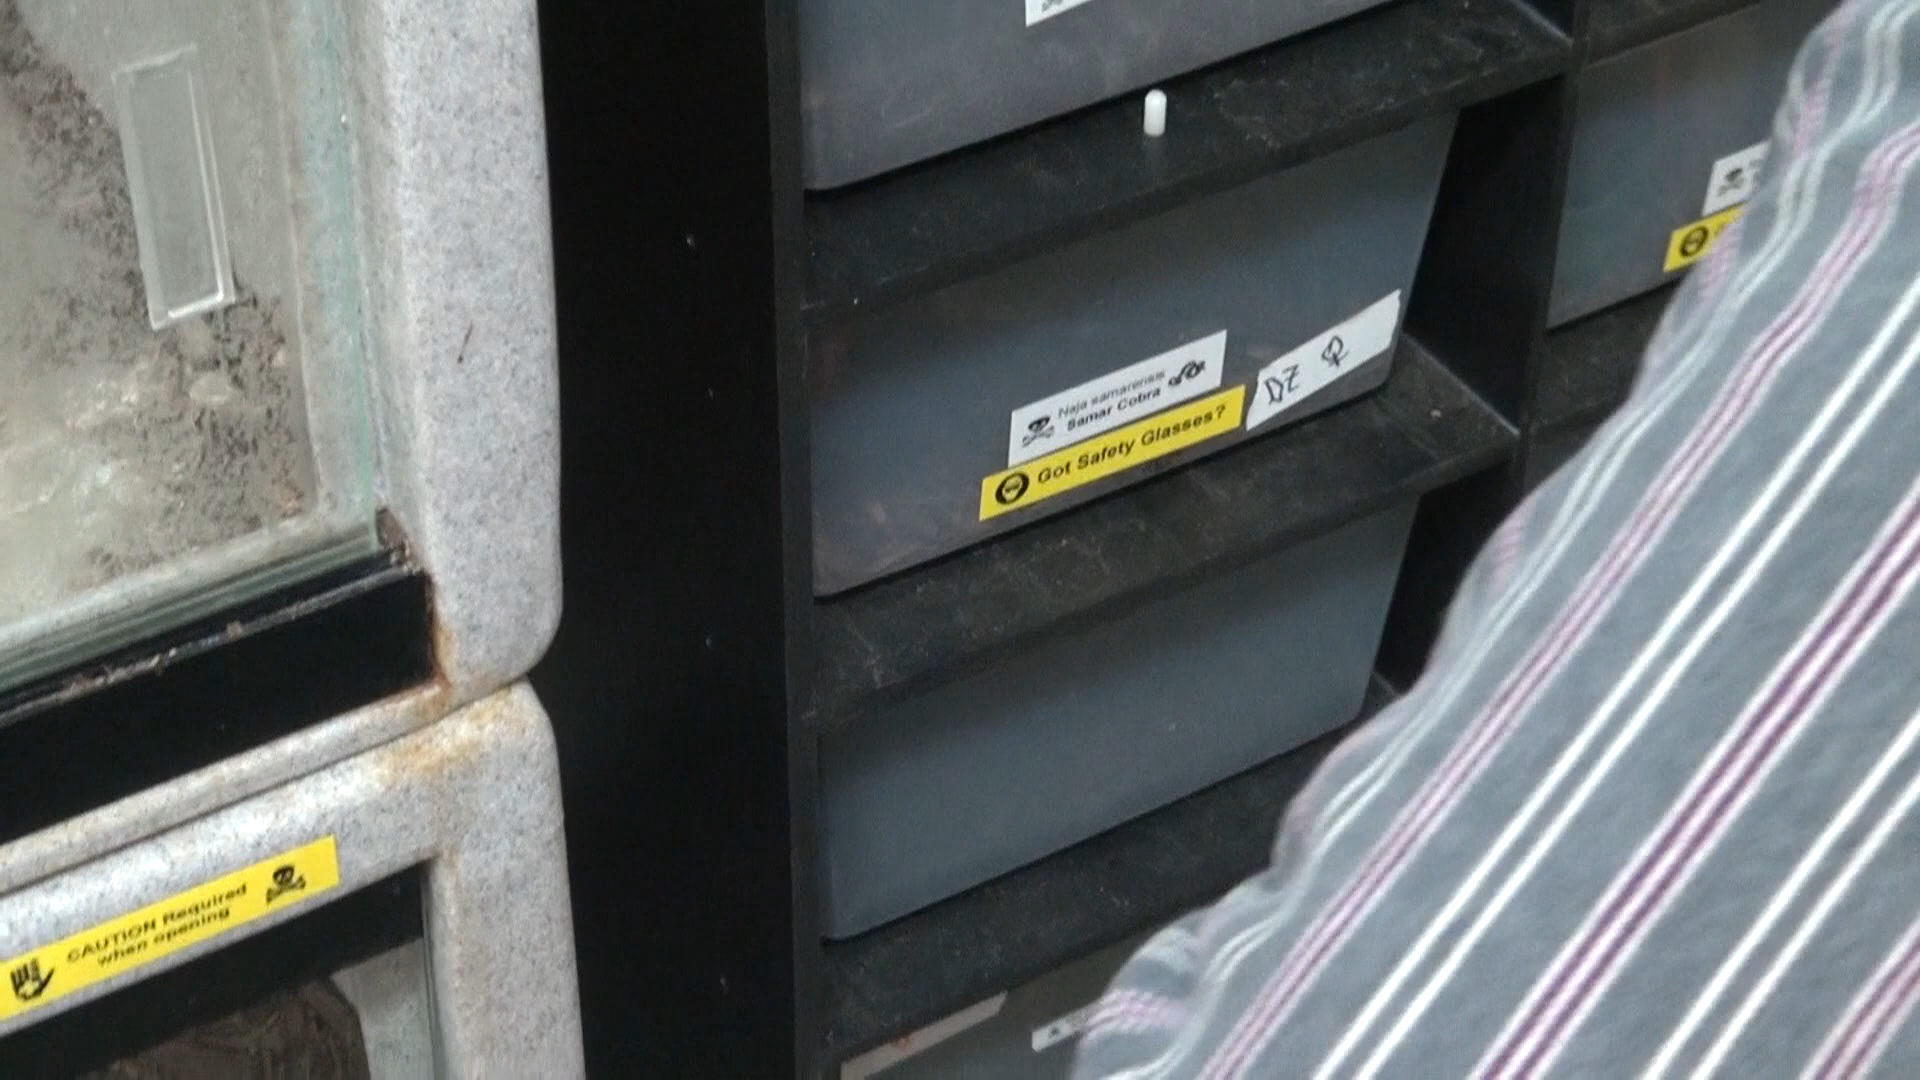 Naja samarensis
Samar Cobra
Got Safety Glasses?
DZ
CAUTION Required
when opening